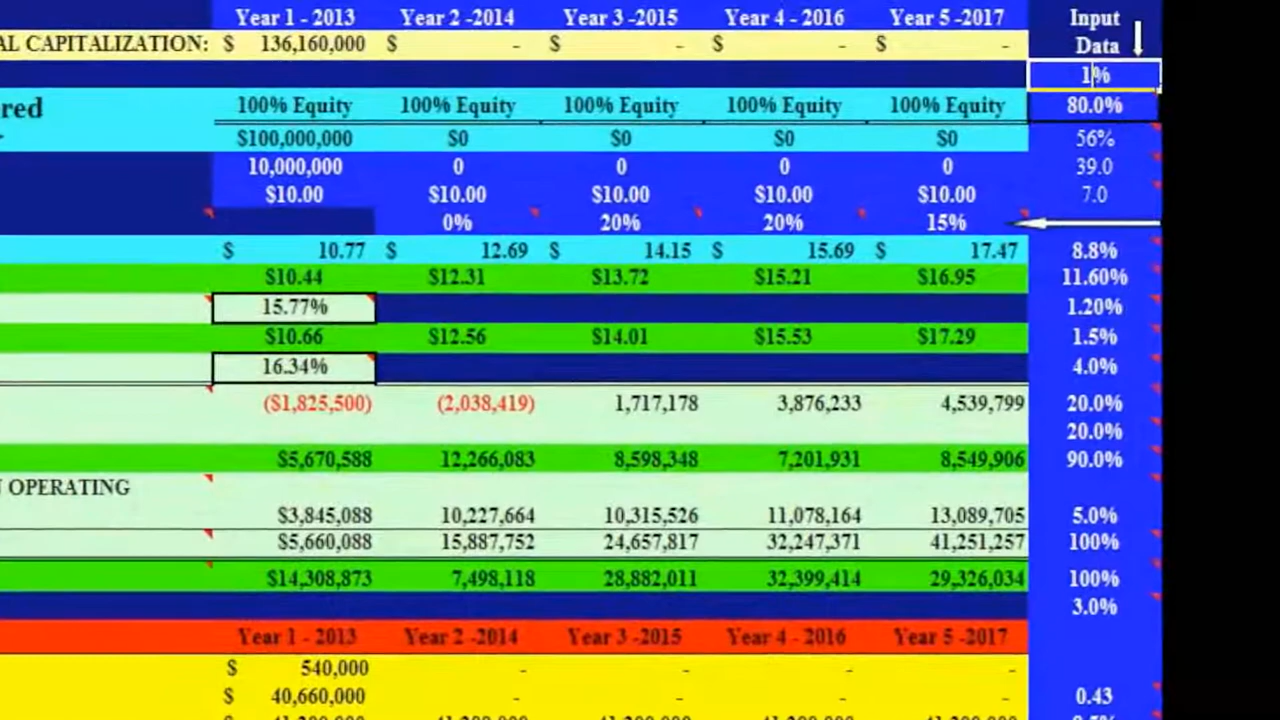 Year 1 - 2013 Year 2 -2014 Year 3 -2015 Year 4 - 2016 Year 5 -2017 Input
AL CAPITALIZATION: $ 136,160,000 $ - $ - $ - $ - Data
1%
red 100% Equity 100% Equity 100% Equity 100% Equity 100% Equity 80.0%
$100,000,000 $0 $0 $0 $0 56%
10,000,000 0 0 0 0 39.0
$10.00 $10.00 $10.00 $10.00 $10.00 7.0
0% 20% 20% 15%
$ 10.77 $ 12.69 $ 14.15 $ 15.69 $ 17.47 8.8%
$10.44 $12.31 $13.72 $15.21 $16.95 11.60%
15.77% 1.20%
$10.66 $12.56 $14.01 $15.53 $17.29 1.5%
16.34% 4.0%
($1,825,500) (2,038,419) 1,717,178 3,876,233 4,539,799 20.0%
20.0%
$5,670,588 12,266,083 8,598,348 7,201,931 8,549,906 90.0%
OPERATING
$3,845,088 10,227,664 10,315,526 11,078,164 13,089,705 5.0%
$5,660,088 15,887,752 24,657,817 32,247,371 41,251,257 100%
$14,308,873 7,498,118 28,882,011 32,399,414 29,326,034 100%
3.0%
Year 1 - 2013 Year 2 -2014 Year 3 -2015 Year 4 - 2016 Year 5 -2017
$ 540,000 - - - -
$ 40,660,000 - - - - 0.43